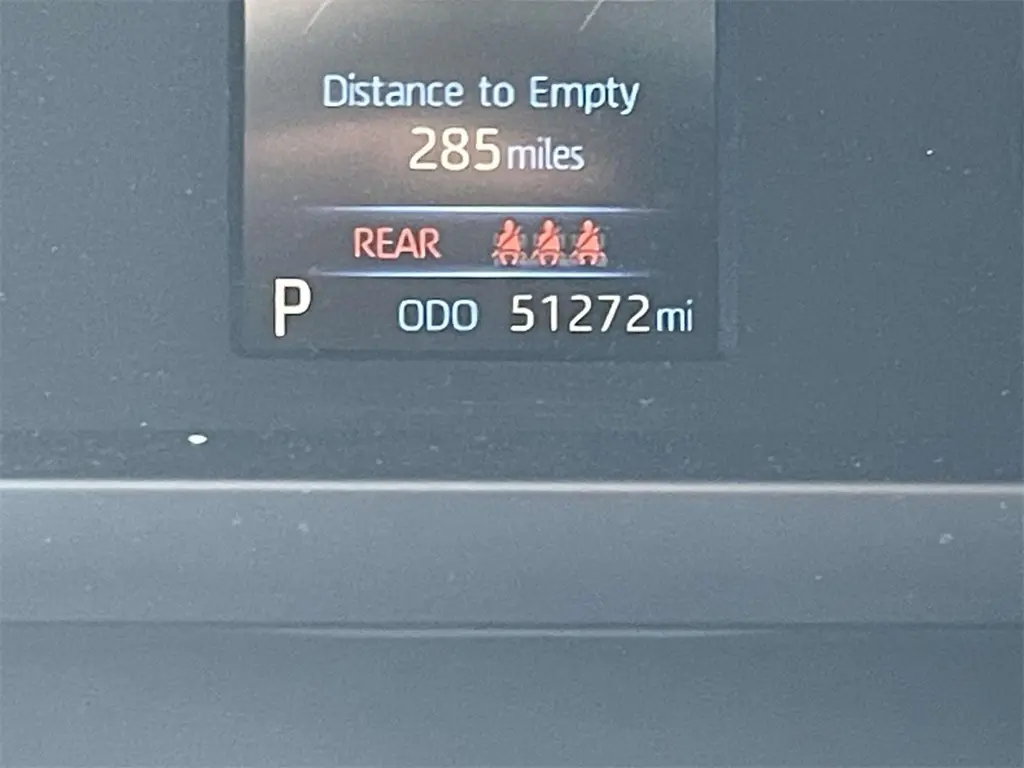 Distance to Empty
285 miles
REAR
P ODO 51272 mi